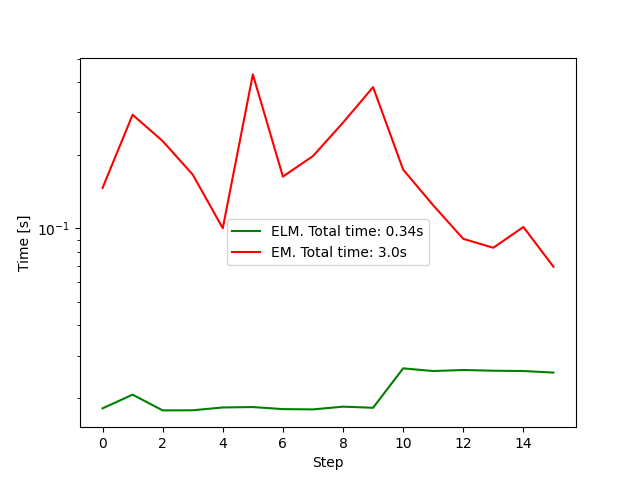 Time [s]
10⁻¹
ELM. Total time: 0.34s
EM. Total time: 3.0s
0 2 4 6 8 10 12 14
Step